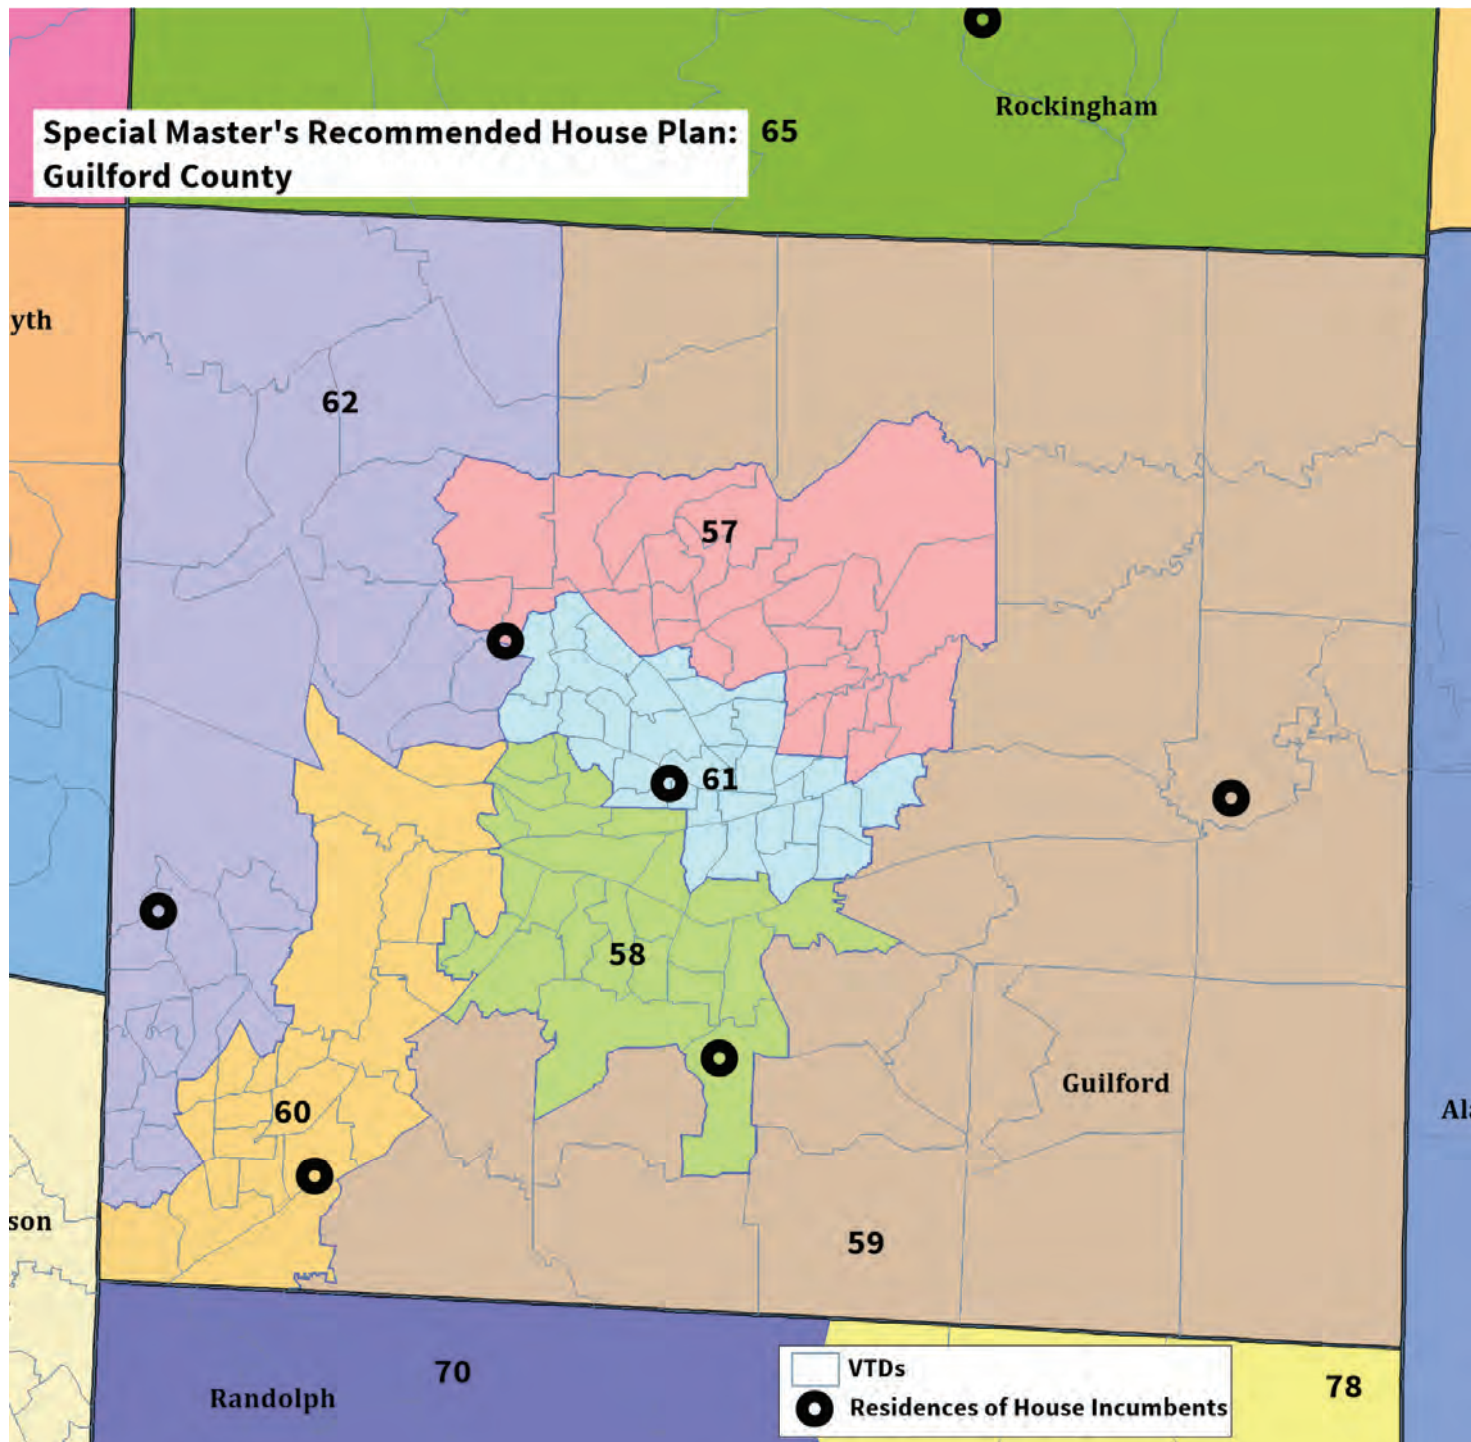 Rockingham
Special Master's Recommended House Plan: 65
Guilford County
yth
62
57
61
58
Guilford
60
Ala
son
59
VTDs
70
78
Randolph
Residences of House Incumbents